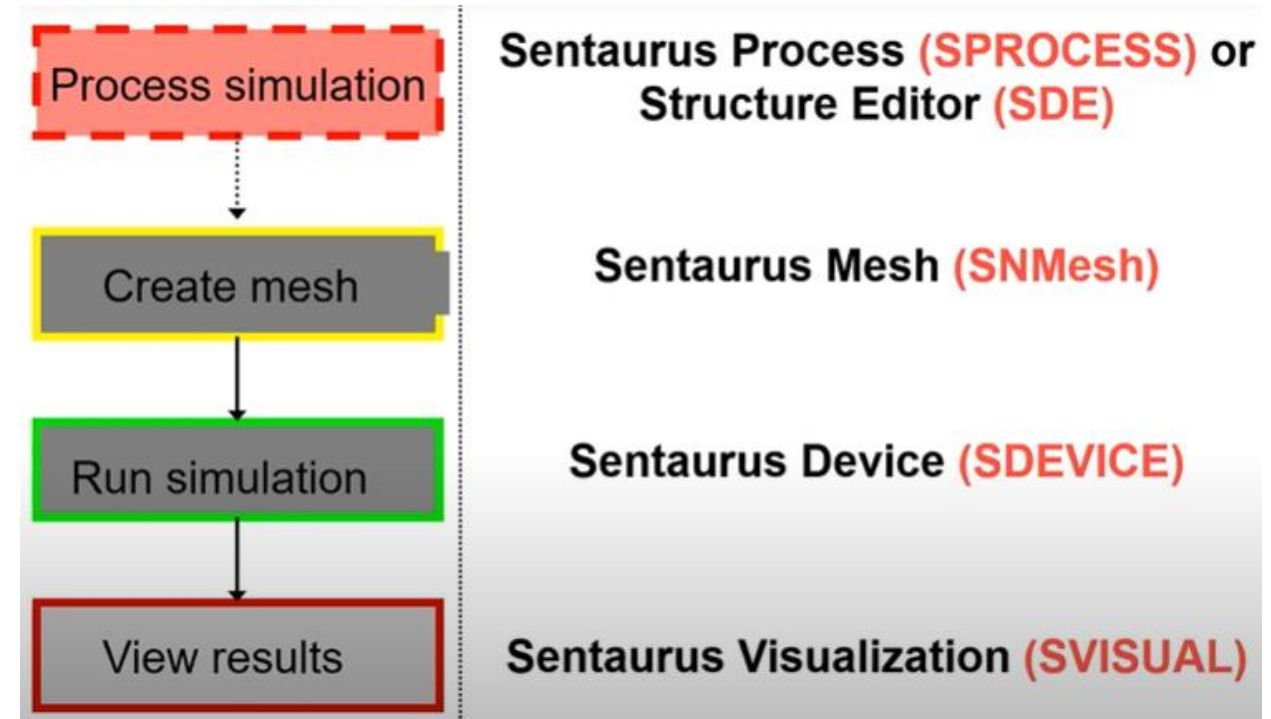 Process simulation
Sentaurus Process (SPROCESS) or
Structure Editor (SDE)
Create mesh
Sentaurus Mesh (SNMesh)
Run simulation
Sentaurus Device (SDEVICE)
View results
Sentaurus Visualization (SVISUAL)